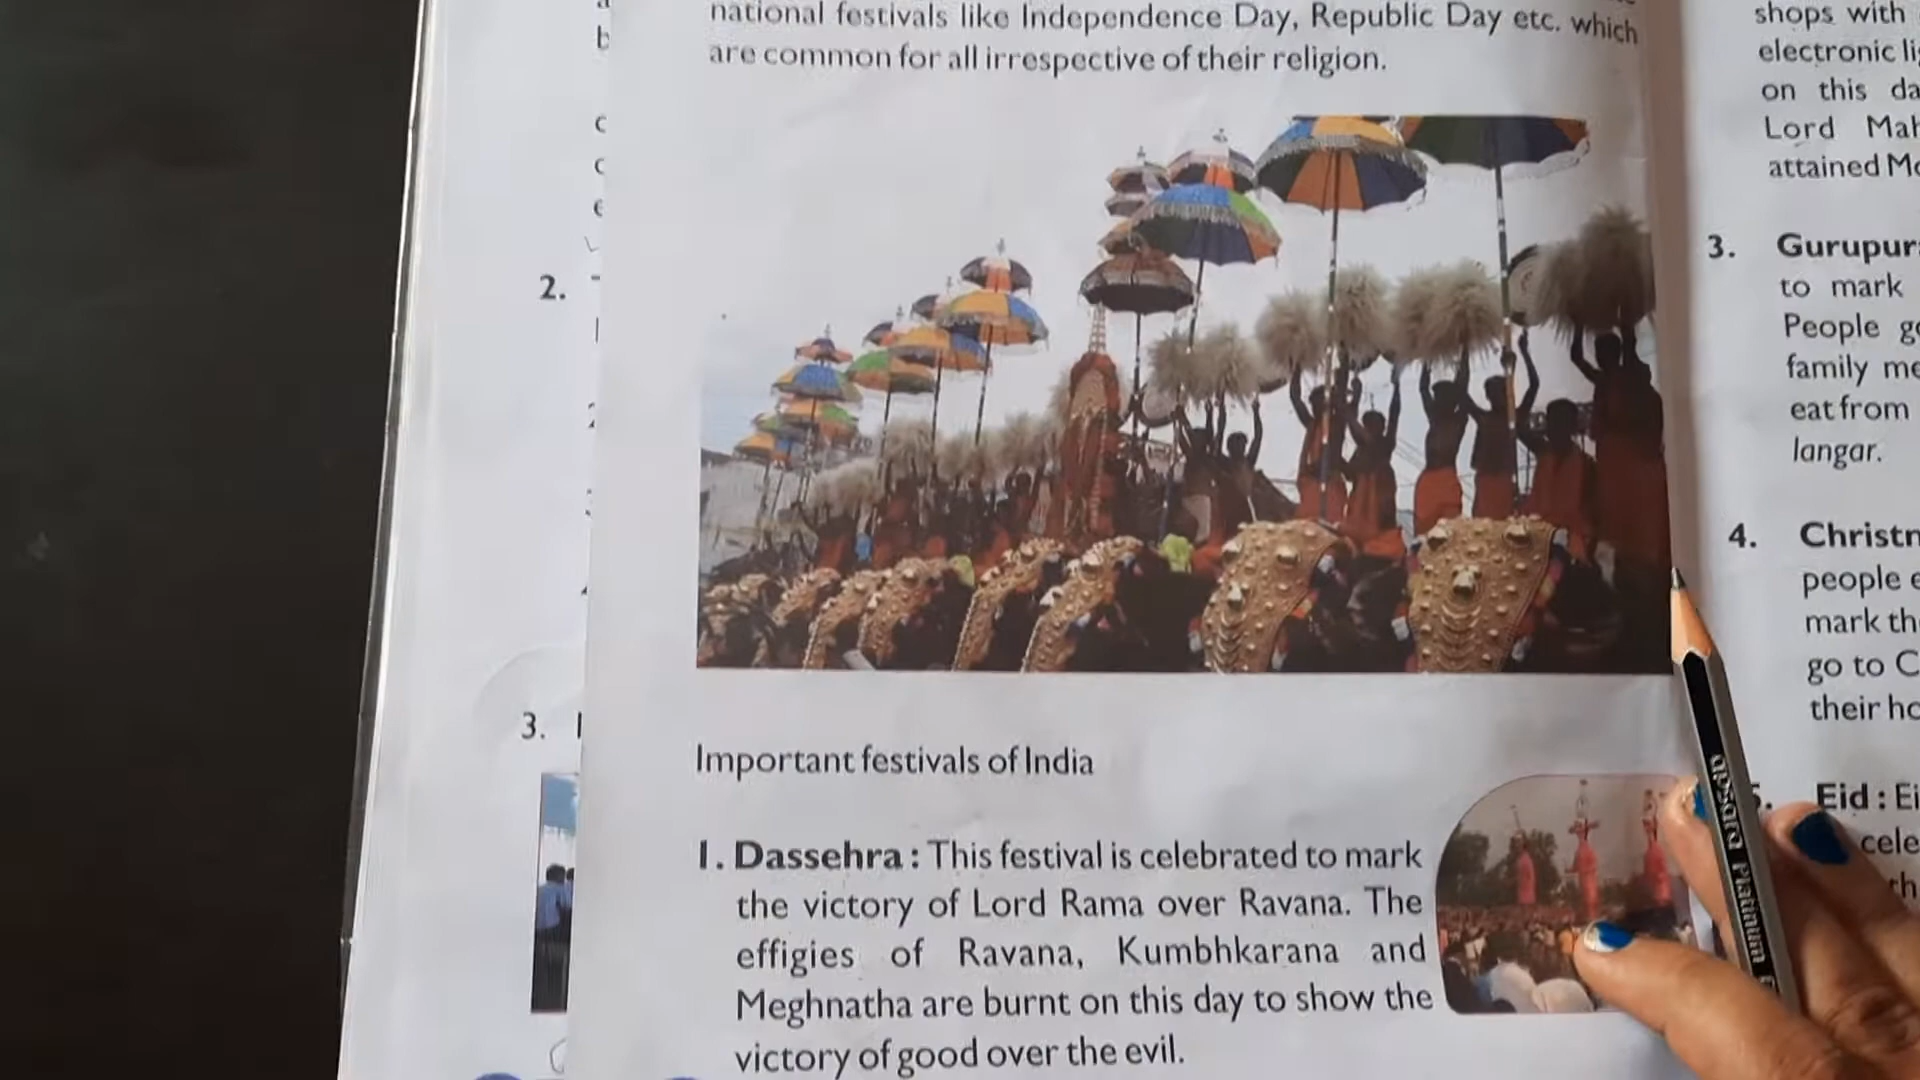 national festivals like Independence Day, Republic Day etc. which
are common for all irrespective of their religion.
Important festivals of India
1. Dassehra : This festival is celebrated to mark
the victory of Lord Rama over Ravana. The
effigies of Ravana, Kumbhkarana and
Meghnatha are burnt on this day to show the
victory of good over the evil.
2.
3.
shops with
electronic
on this
Lord
attained
3.
to mark
People
family
eat from
langar.
4.
people
mark
go to
their
Eid :
apsara Platinum